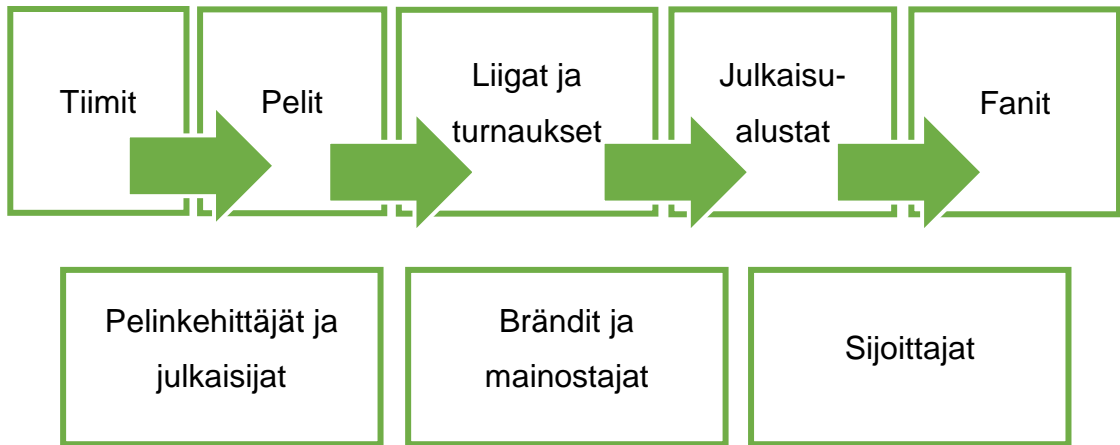 Tiimit
Pelit
Liigat ja
turnaukset
Julkaisu-
alustat
Fanit
Pelinkehittäjät ja
julkaisijat
Brändit ja
mainostajat
Sijoittajat